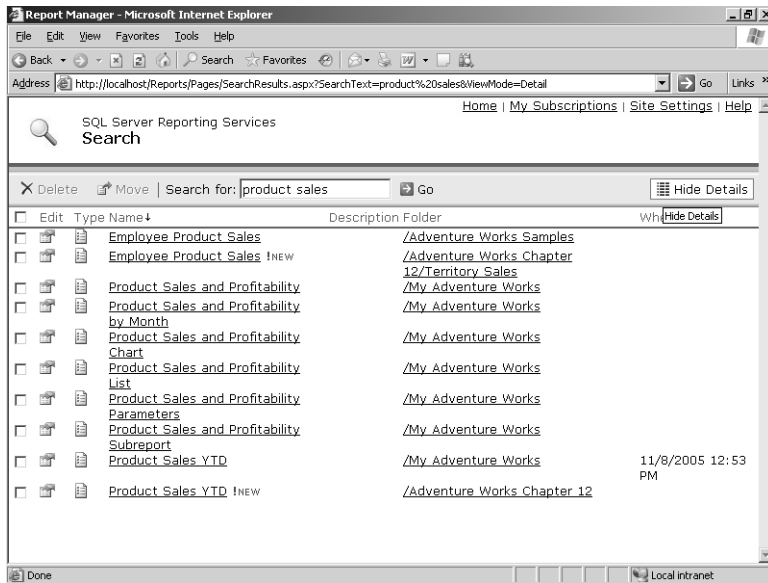 Report Manager - Microsoft Internet Explorer
File Edit View Favorites Tools Help
Back Search Favorites
Address http://localhost/Reports/Pages/SearchResults.aspx?SearchText=product%20sales&ViewMode=Detail Go Links »
Home | My Subscriptions | Site Settings | Help
SQL Server Reporting Services
Search
Delete Move | Search for: product sales Go Hide Details
Edit Type Name↓ Description Folder Whe
Hide Details
Employee Product Sales /Adventure Works Samples
Employee Product Sales !NEW /Adventure Works Chapter
12/Territory Sales
Product Sales and Profitability /My Adventure Works
Product Sales and Profitability /My Adventure Works
by Month
Product Sales and Profitability /My Adventure Works
Chart
Product Sales and Profitability /My Adventure Works
List
Product Sales and Profitability /My Adventure Works
Parameters
Product Sales and Profitability /My Adventure Works
Subreport
Product Sales YTD /My Adventure Works 11/8/2005 12:53
PM
Product Sales YTD !NEW /Adventure Works Chapter 12
Done Local intranet